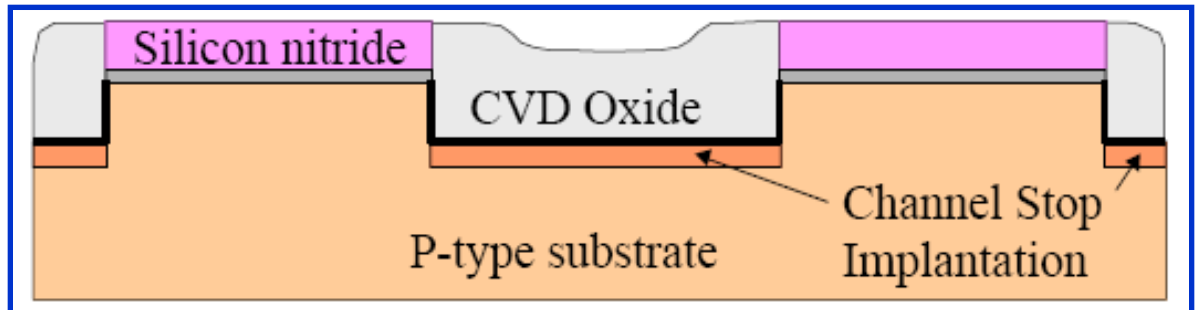 Silicon nitride
CVD Oxide
Channel Stop
Implantation
P-type substrate